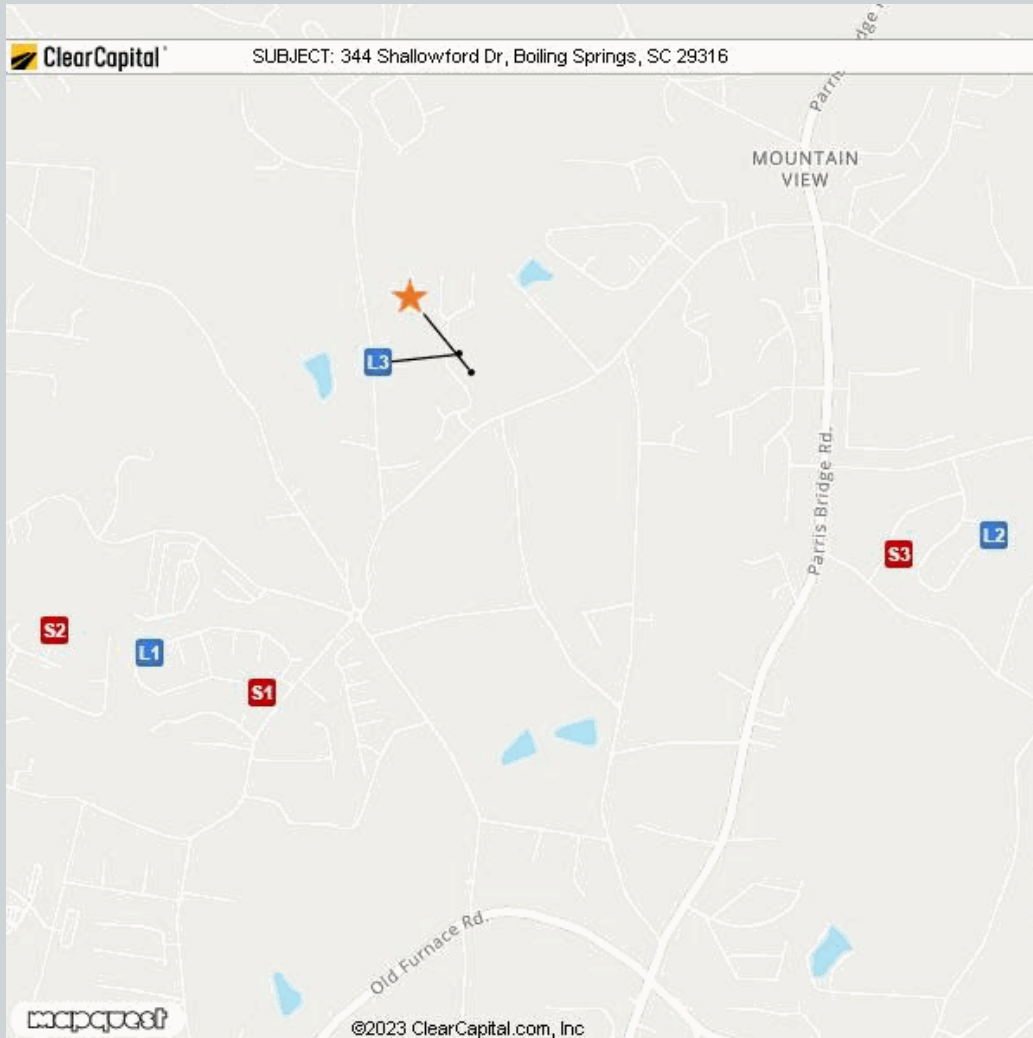 ClearCapital
SUBJECT: 344 Shallowford Dr, Boiling Springs, SC 29316
Parris
MOUNTAIN
VIEW
L3
Parris Bridge Rd.
L2
S3
S2
L1
S1
Old Furnace Rd.
mapquest
©2023 ClearCapital.com, Inc